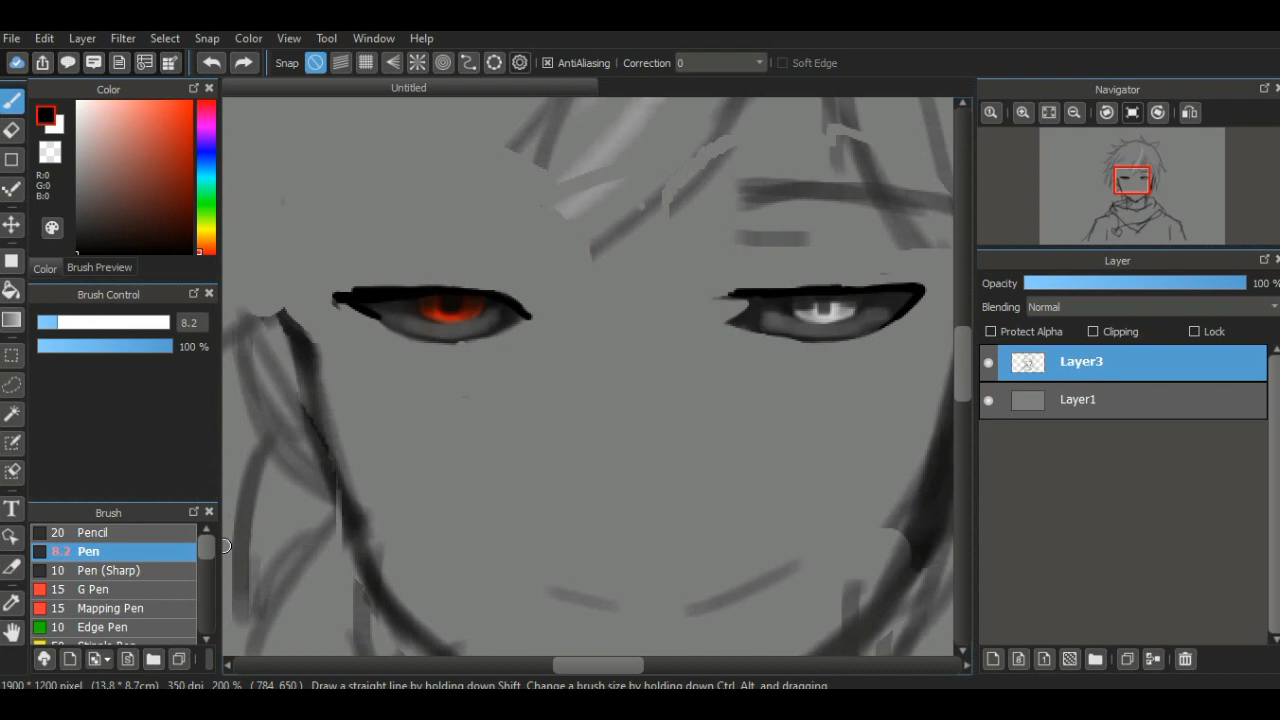 File Edit Layer Filter Select Snap Color View Tool Window Help
Snap AntiAliasing Correction 0 Soft Edge
Color
Untitled
Navigator
R:0
G:0
B:0
Color Brush Preview
Brush Control
8.2
100 %
Layer
Opacity 100 %
Blending Normal
Protect Alpha Clipping Lock
Layer3
Layer1
Brush
20 Pencil
8.2 Pen
10 Pen (Sharp)
15 G Pen
15 Mapping Pen
10 Edge Pen
1900 * 1200 pixel (13.8 * 8.7cm) 350 dpi 200 % ( 784, 650 ) Draw a straight line by holding down Shift, Change a brush size by holding down Ctrl, Alt, and dragging